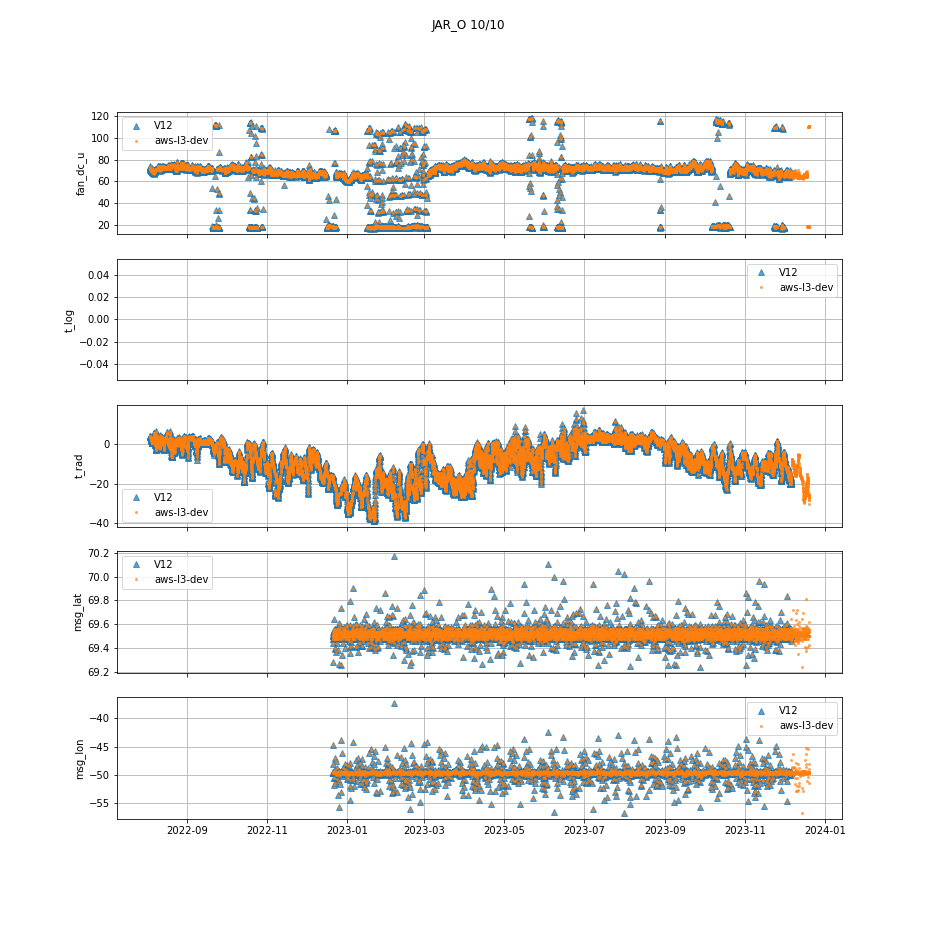 JAR_O 10/10
120
100
80
60
40
20
fan_dc_u
V12
aws-l3-dev
0.04
0.02
0.00
−0.02
−0.04
t_log
V12
aws-l3-dev
0
−20
−40
t_rad
V12
aws-l3-dev
70.2
70.0
69.8
69.6
69.4
69.2
msg_lat
V12
aws-l3-dev
−40
−45
−50
−55
msg_lon
V12
aws-l3-dev
2022-09 2022-11 2023-01 2023-03 2023-05 2023-07 2023-09 2023-11 2024-01